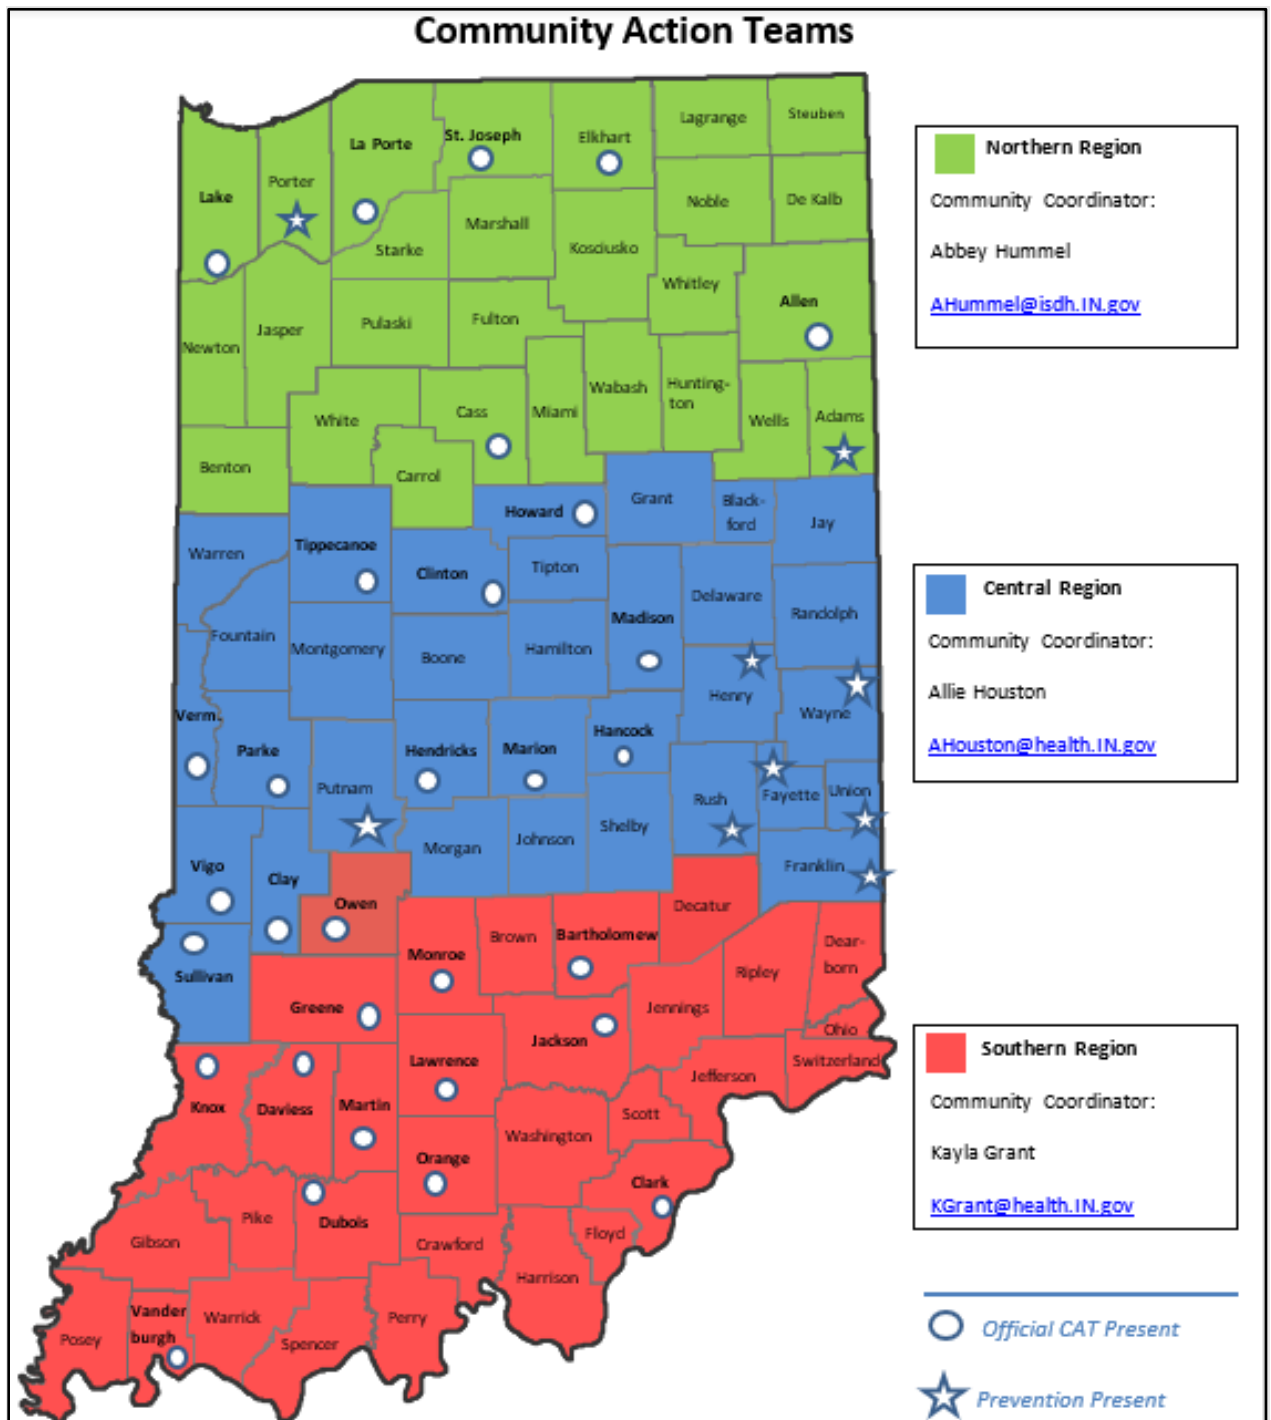 Community Action Teams
St. Joseph
Elkhart
Lagrange
Steuben
La Porte
Porter
Lake
Noble
De Kalb
Marshall
Starke
Kosciusko
Whitley
Allen
Pulaski
Fulton
Jasper
Newton
Wabash
Hunting-
ton
White
Cass
Miami
Wells
Adams
Benton
Carrol
Northern Region
Community Coordinator:
Abbey Hummel
AHummel@isdh.IN.gov
Howard
Grant
Black-
ford
Jay
Warren
Tippecanoe
Clinton
Tipton
Madison
Delaware
Randolph
Fountain
Montgomery
Boone
Hamilton
Henry
Wayne
Verm.
Parke
Hendricks
Marion
Hancock
Putnam
Rush
Fayette
Union
Morgan
Johnson
Shelby
Franklin
Vigo
Clay
Sullivan
Central Region
Community Coordinator:
Allie Houston
AHouston@health.IN.gov
Owen
Decatur
Monroe
Brown
Bartholomew
Dear-
born
Ripley
Greene
Jennings
Jackson
Ohio
Switzerland
Lawrence
Jefferson
Knox
Daviess
Martin
Scott
Washington
Orange
Clark
Pike
Dubois
Gibson
Crawford
Floyd
Harrison
Vander
burgh
Warrick
Perry
Posey
Spencer
Southern Region
Community Coordinator:
Kayla Grant
KGrant@health.IN.gov
Official CAT Present
Prevention Present